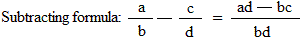 Subtracting formula: a/b — c/d = ad — bc/bd